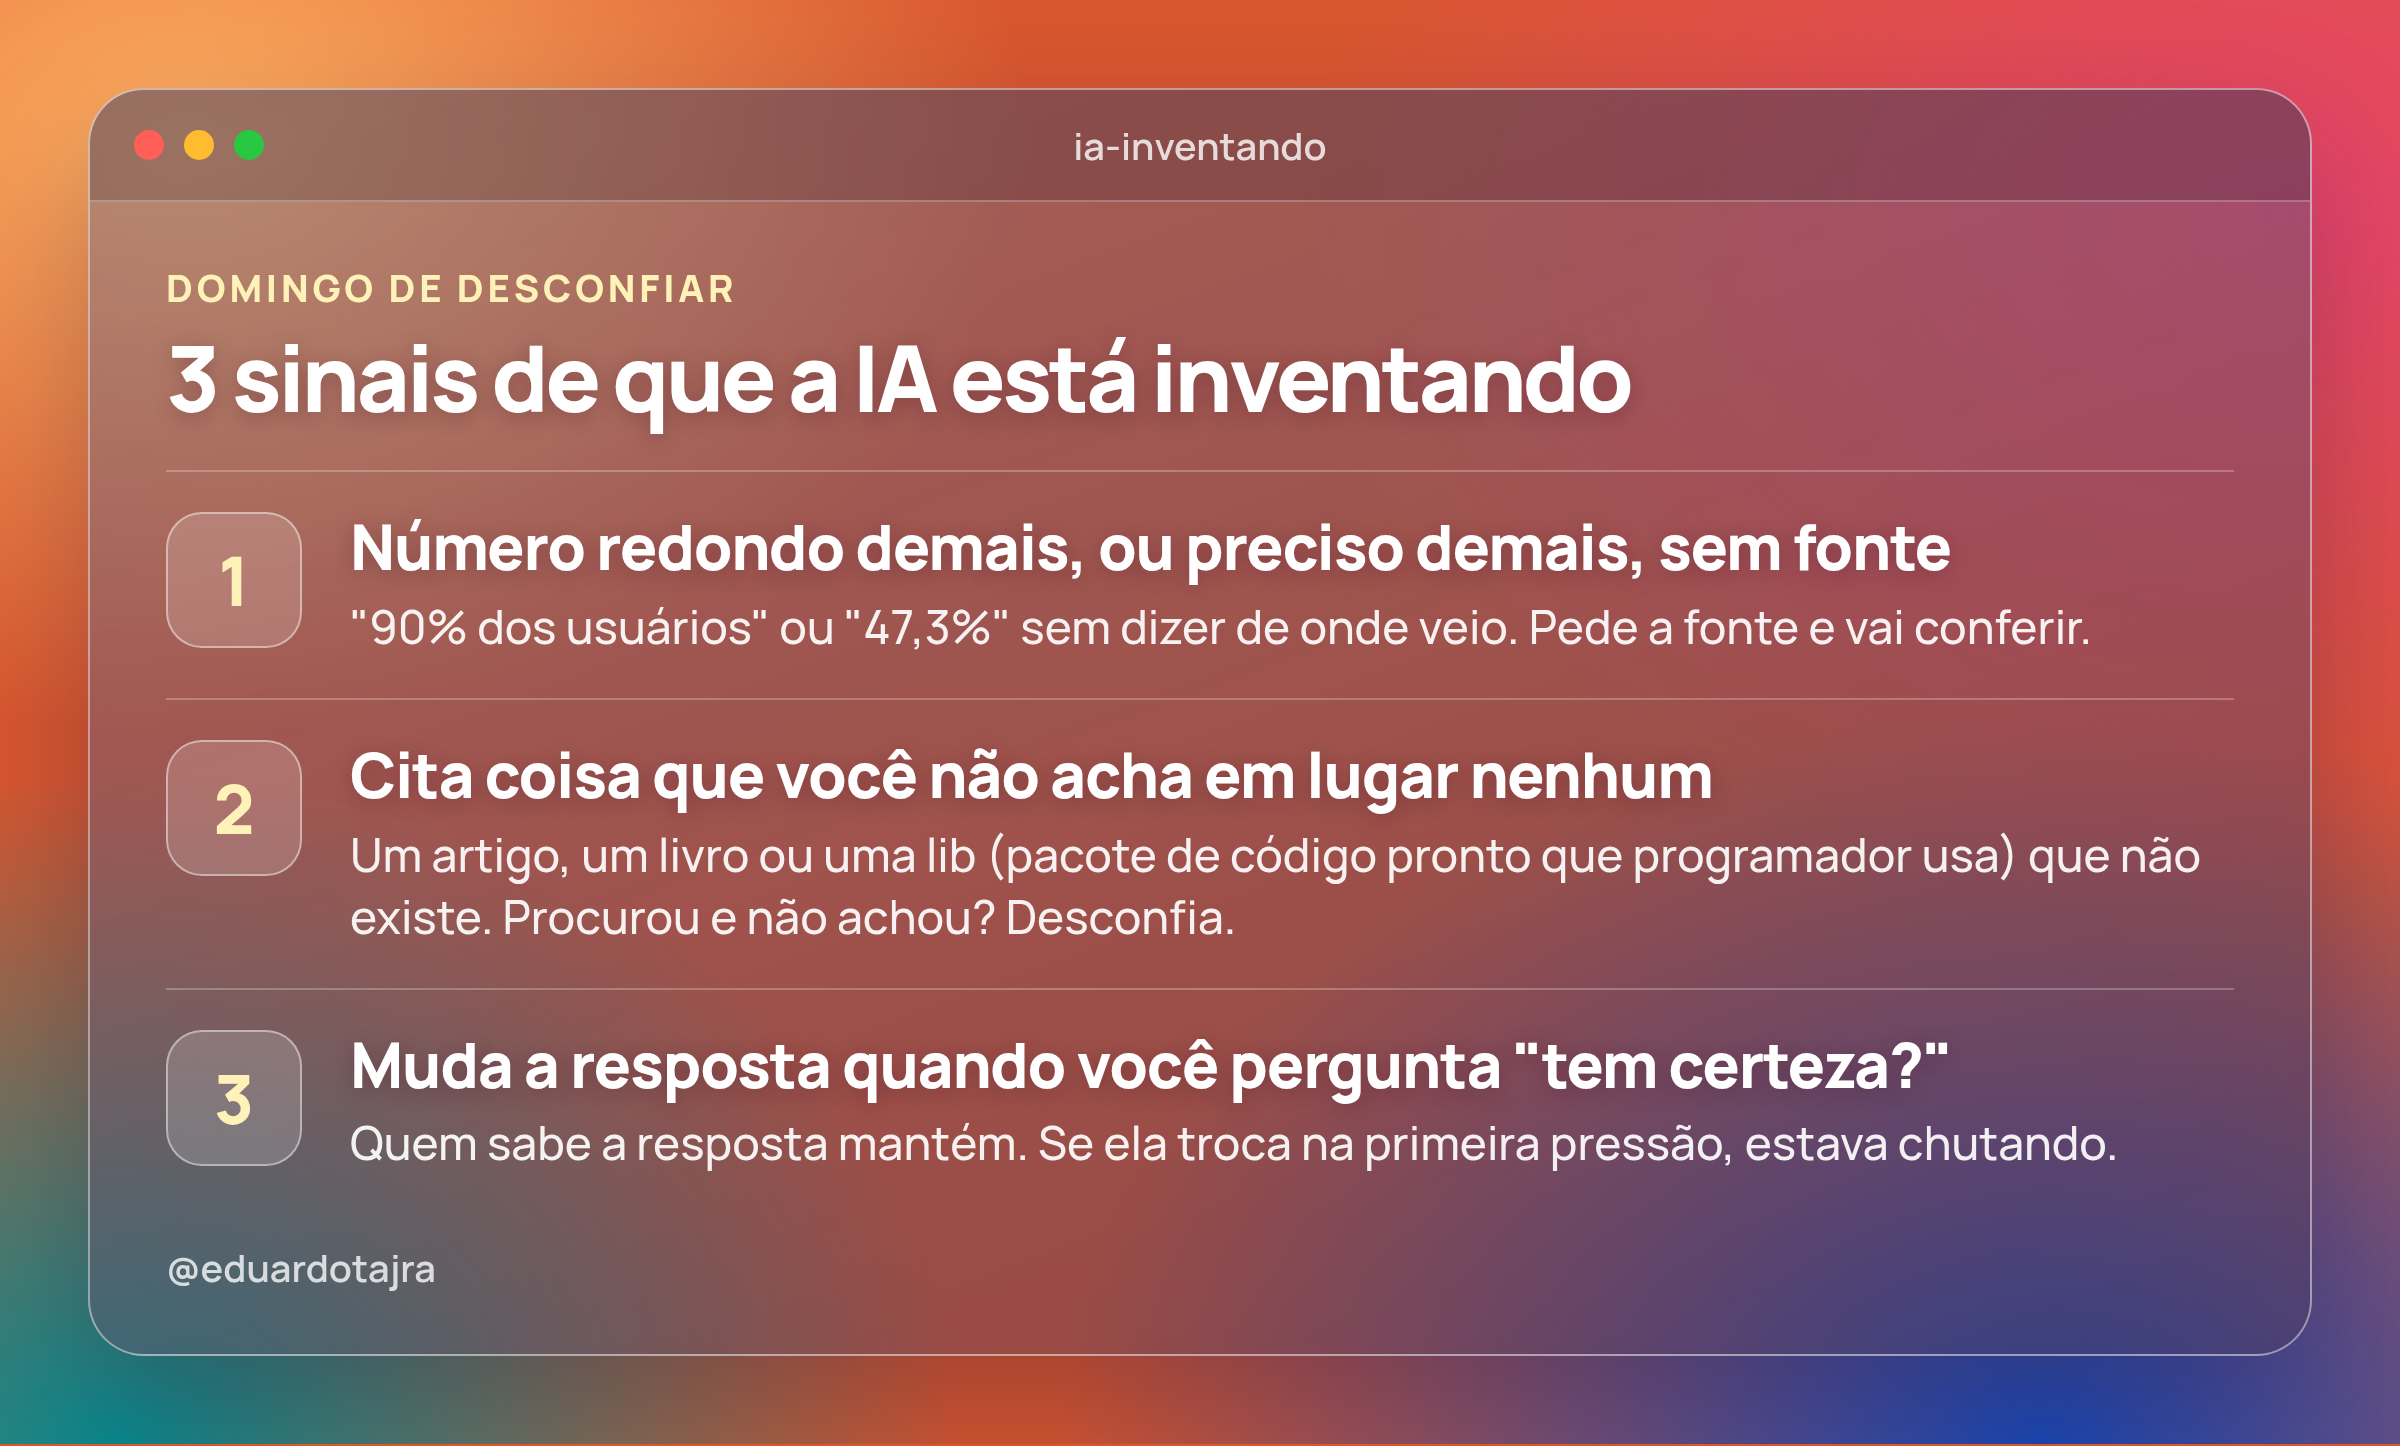 ia-inventando
DOMINGO DE DESCONFIAR
3 sinais de que a IA está inventando
1
Número redondo demais, ou preciso demais, sem fonte
"90% dos usuários" ou "47,3%" sem dizer de onde veio. Pede a fonte e vai conferir.
2
Cita coisa que você não acha em lugar nenhum
Um artigo, um livro ou uma lib (pacote de código pronto que programador usa) que não
existe. Procurou e não achou? Desconfia.
3
Muda a resposta quando você pergunta "tem certeza?"
Quem sabe a resposta mantém. Se ela troca na primeira pressão, estava chutando.
@eduardotajra